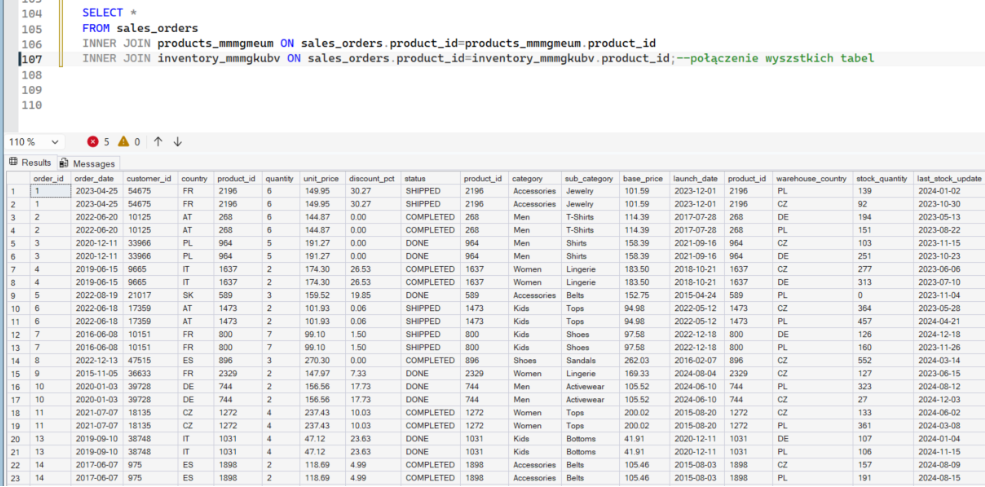 103
104 SELECT *
105 FROM sales_orders
106 INNER JOIN products_mmmgmeum ON sales_orders.product_id=products_mmmgmeum.product_id
107 INNER JOIN inventory_mmmgkubv ON sales_orders.product_id=inventory_mmmgkubv.product_id;--połączenie wyszstkich tabel
108
109
110
110 % 5 0
Results Messages
order_id order_date customer_id country product_id quantity unit_price discount_pct status product_id category sub_category base_price launch_date product_id warehouse_country stock_quantity last_stock_update
1 1 2023-04-25 54675 FR 2196 6 149.95 30.27 SHIPPED 2196 Accessories Jewelry 101.59 2023-12-01 2196 PL 139 2024-01-02
2 1 2023-04-25 54675 FR 2196 6 149.95 30.27 SHIPPED 2196 Accessories Jewelry 101.59 2023-12-01 2196 CZ 92 2023-10-30
3 2 2022-06-20 10125 AT 268 6 144.87 0.00 COMPLETED 268 Men T-Shirts 114.39 2017-07-28 268 DE 194 2023-05-13
4 2 2022-06-20 10125 AT 268 6 144.87 0.00 COMPLETED 268 Men T-Shirts 114.39 2017-07-28 268 PL 151 2023-08-22
5 3 2020-12-11 33966 PL 964 5 191.27 0.00 DONE 964 Men Shirts 158.39 2021-09-16 964 CZ 103 2023-11-15
6 3 2020-12-11 33966 PL 964 5 191.27 0.00 DONE 964 Men Shirts 158.39 2021-09-16 964 DE 251 2023-10-23
7 4 2019-06-15 9665 IT 1637 2 174.30 26.53 COMPLETED 1637 Women Lingerie 183.50 2018-10-21 1637 CZ 277 2023-06-06
8 4 2019-06-15 9665 IT 1637 2 174.30 26.53 COMPLETED 1637 Women Lingerie 183.50 2018-10-21 1637 DE 313 2023-07-10
9 5 2022-08-19 21017 SK 589 3 159.52 19.85 DONE 589 Accessories Belts 152.75 2015-04-24 589 PL 0 2023-11-04
10 6 2022-06-18 17359 AT 1473 2 101.93 0.06 SHIPPED 1473 Kids Tops 94.98 2022-05-12 1473 CZ 364 2023-05-28
11 6 2022-06-18 17359 AT 1473 2 101.93 0.06 SHIPPED 1473 Kids Tops 94.98 2022-05-12 1473 PL 457 2024-04-21
12 7 2016-06-08 10151 FR 800 7 99.10 1.50 SHIPPED 800 Kids Shoes 97.58 2022-12-18 800 DE 126 2024-12-18
13 7 2016-06-08 10151 FR 800 7 99.10 1.50 SHIPPED 800 Kids Shoes 97.58 2022-12-18 800 PL 160 2023-11-26
14 8 2022-12-13 47515 ES 896 3 270.30 0.00 COMPLETED 896 Shoes Sandals 262.03 2016-02-07 896 CZ 552 2024-03-14
15 9 2015-11-05 36633 FR 2329 2 147.97 7.33 DONE 2329 Women Lingerie 169.33 2024-08-04 2329 CZ 127 2023-06-15
16 10 2020-01-03 39728 DE 744 2 156.56 17.73 DONE 744 Men Activewear 105.52 2024-06-10 744 PL 323 2024-08-12
17 10 2020-01-03 39728 DE 744 2 156.56 17.73 DONE 744 Men Activewear 105.52 2024-06-10 744 CZ 27 2024-12-03
18 11 2021-07-07 18135 CZ 1272 4 237.43 10.03 COMPLETED 1272 Women Tops 200.02 2015-08-20 1272 CZ 133 2024-06-02
19 11 2021-07-07 18135 CZ 1272 4 237.43 10.03 COMPLETED 1272 Women Tops 200.02 2015-08-20 1272 PL 361 2024-03-08
20 13 2019-09-10 38748 IT 1031 4 47.12 23.63 DONE 1031 Kids Bottoms 41.91 2020-12-11 1031 DE 107 2024-01-04
21 13 2019-09-10 38748 IT 1031 4 47.12 23.63 DONE 1031 Kids Bottoms 41.91 2020-12-11 1031 PL 106 2024-11-15
22 14 2017-06-07 975 ES 1898 2 118.69 4.99 COMPLETED 1898 Accessories Belts 105.46 2015-08-03 1898 CZ 157 2024-08-09
23 14 2017-06-07 975 ES 1898 2 118.69 4.99 COMPLETED 1898 Accessories Belts 105.46 2015-08-03 1898 PL 191 2024-08-15